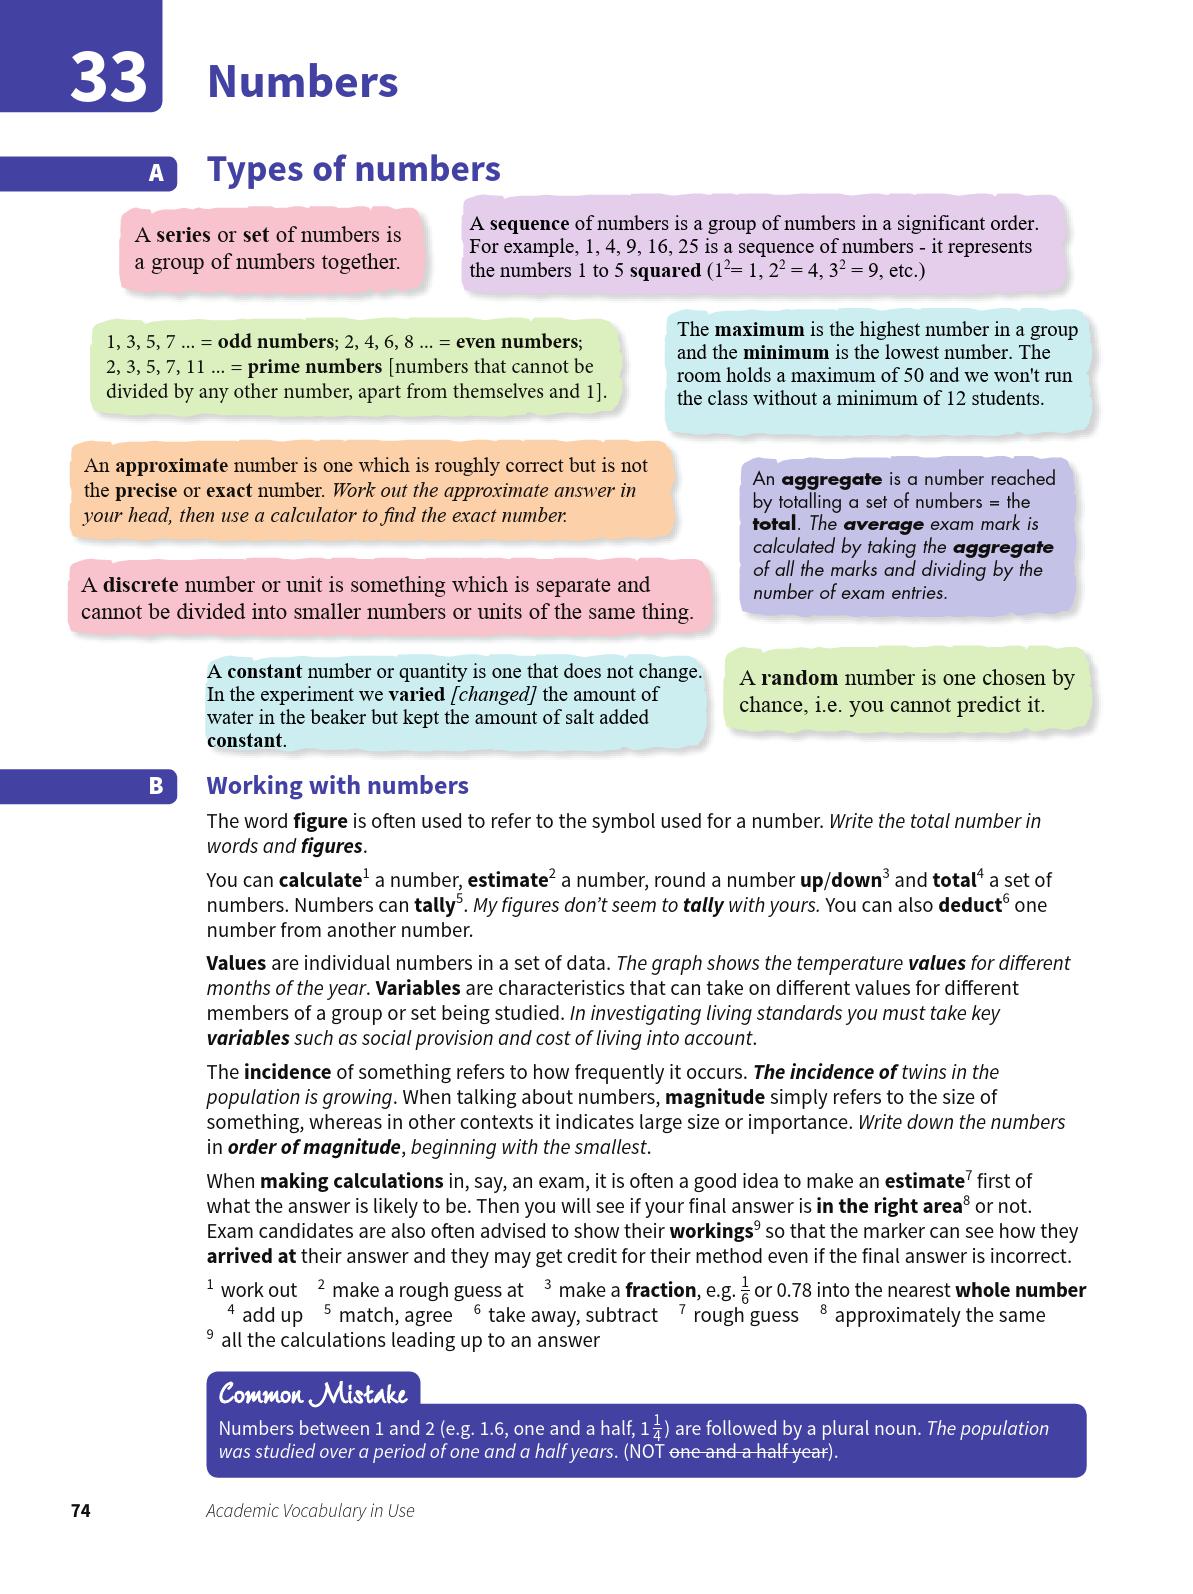 33
Numbers
A
Types of numbers
A series or set of numbers is
a group of numbers together.
A sequence of numbers is a group of numbers in a significant order.
For example, 1, 4, 9, 16, 25 is a sequence of numbers - it represents
the numbers 1 to 5 squared (1²= 1, 2² = 4, 3² = 9, etc.)
1, 3, 5, 7 ... = odd numbers; 2, 4, 6, 8 ... = even numbers;
2, 3, 5, 7, 11 ... = prime numbers [numbers that cannot be
divided by any other number, apart from themselves and 1].
The maximum is the highest number in a group
and the minimum is the lowest number. The
room holds a maximum of 50 and we won't run
the class without a minimum of 12 students.
An approximate number is one which is roughly correct but is not
the precise or exact number. Work out the approximate answer in
your head, then use a calculator to find the exact number.
An aggregate is a number reached
by totalling a set of numbers = the
total. The average exam mark is
calculated by taking the aggregate
of all the marks and dividing by the
number of exam entries.
A discrete number or unit is something which is separate and
cannot be divided into smaller numbers or units of the same thing.
A constant number or quantity is one that does not change.
In the experiment we varied [changed] the amount of
water in the beaker but kept the amount of salt added
constant.
A random number is one chosen by
chance, i.e. you cannot predict it.
B
Working with numbers
The word figure is often used to refer to the symbol used for a number. Write the total number in
words and figures.
You can calculate¹ a number, estimate² a number, round a number up/down³ and total⁴ a set of
numbers. Numbers can tally⁵. My figures don’t seem to tally with yours. You can also deduct⁶ one
number from another number.
Values are individual numbers in a set of data. The graph shows the temperature values for different
months of the year. Variables are characteristics that can take on different values for different
members of a group or set being studied. In investigating living standards you must take key
variables such as social provision and cost of living into account.
The incidence of something refers to how frequently it occurs. The incidence of twins in the
population is growing. When talking about numbers, magnitude simply refers to the size of
something, whereas in other contexts it indicates large size or importance. Write down the numbers
in order of magnitude, beginning with the smallest.
When making calculations in, say, an exam, it is often a good idea to make an estimate⁷ first of
what the answer is likely to be. Then you will see if your final answer is in the right area⁸ or not.
Exam candidates are also often advised to show their workings⁹ so that the marker can see how they
arrived at their answer and they may get credit for their method even if the final answer is incorrect.
¹ work out ² make a rough guess at ³ make a fraction, e.g. 1/6 or 0.78 into the nearest whole number
⁴ add up ⁵ match, agree ⁶ take away, subtract ⁷ rough guess ⁸ approximately the same
⁹ all the calculations leading up to an answer
Common Mistake
Numbers between 1 and 2 (e.g. 1.6, one and a half, 1 1/4) are followed by a plural noun. The population
was studied over a period of one and a half years. (NOT one and a half year).
74
Academic Vocabulary in Use